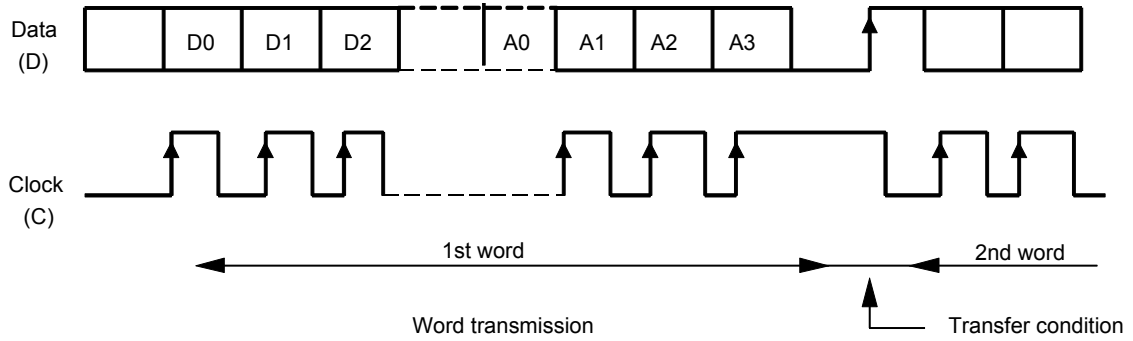 Data
(D)
D0 D1 D2 A0 A1 A2 A3
Clock
(C)
1st word 2nd word
Word transmission Transfer condition